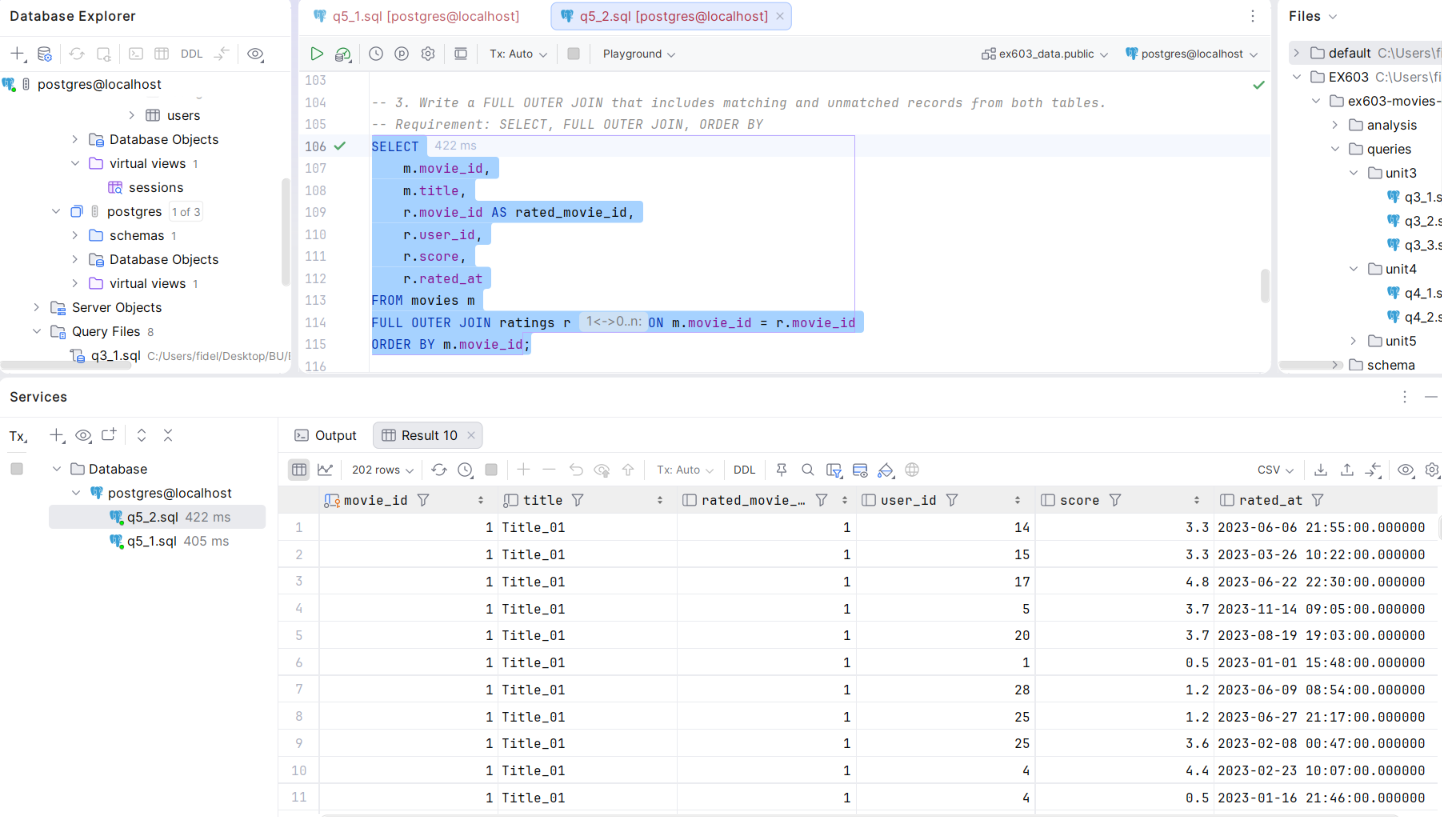 Database Explorer
DDL
postgres@localhost
users
Database Objects
virtual views 1
sessions
postgres 1 of 3
schemas 1
Database Objects
virtual views 1
Server Objects
Query Files 8
q3_1.sql C:/Users/fidel/Desktop/BU/E
q5_1.sql [postgres@localhost]
q5_2.sql [postgres@localhost]
Tx: Auto
Playground
ex603_data.public
postgres@localhost
103
104 -- 3. Write a FULL OUTER JOIN that includes matching and unmatched records from both tables.
105 -- Requirement: SELECT, FULL OUTER JOIN, ORDER BY
106 SELECT 422 ms
107 m.movie_id,
108 m.title,
109 r.movie_id AS rated_movie_id,
110 r.user_id,
111 r.score,
112 r.rated_at
113 FROM movies m
114 FULL OUTER JOIN ratings r 1<->0..n: ON m.movie_id = r.movie_id
115 ORDER BY m.movie_id;
116
Files
default C:\Users\fi
EX603 C:\Users\fi
ex603-movies-
analysis
queries
unit3
q3_1.s
q3_2.s
q3_3.s
unit4
q4_1.s
q4_2.s
unit5
schema
Services
Tx
Database
postgres@localhost
q5_2.sql 422 ms
q5_1.sql 405 ms
Output
Result 10
202 rows
Tx: Auto
DDL
CSV
movie_id title rated_movie_... user_id score rated_at
1 1 Title_01 1 14 3.3 2023-06-06 21:55:00.000000
2 1 Title_01 1 15 3.3 2023-03-26 10:22:00.000000
3 1 Title_01 1 17 4.8 2023-06-22 22:30:00.000000
4 1 Title_01 1 5 3.7 2023-11-14 09:05:00.000000
5 1 Title_01 1 20 3.7 2023-08-19 19:03:00.000000
6 1 Title_01 1 1 0.5 2023-01-01 15:48:00.000000
7 1 Title_01 1 28 1.2 2023-06-09 08:54:00.000000
8 1 Title_01 1 25 1.2 2023-06-27 21:17:00.000000
9 1 Title_01 1 25 3.6 2023-02-08 00:47:00.000000
10 1 Title_01 1 4 4.4 2023-02-23 10:07:00.000000
11 1 Title_01 1 4 0.5 2023-01-16 21:46:00.000000